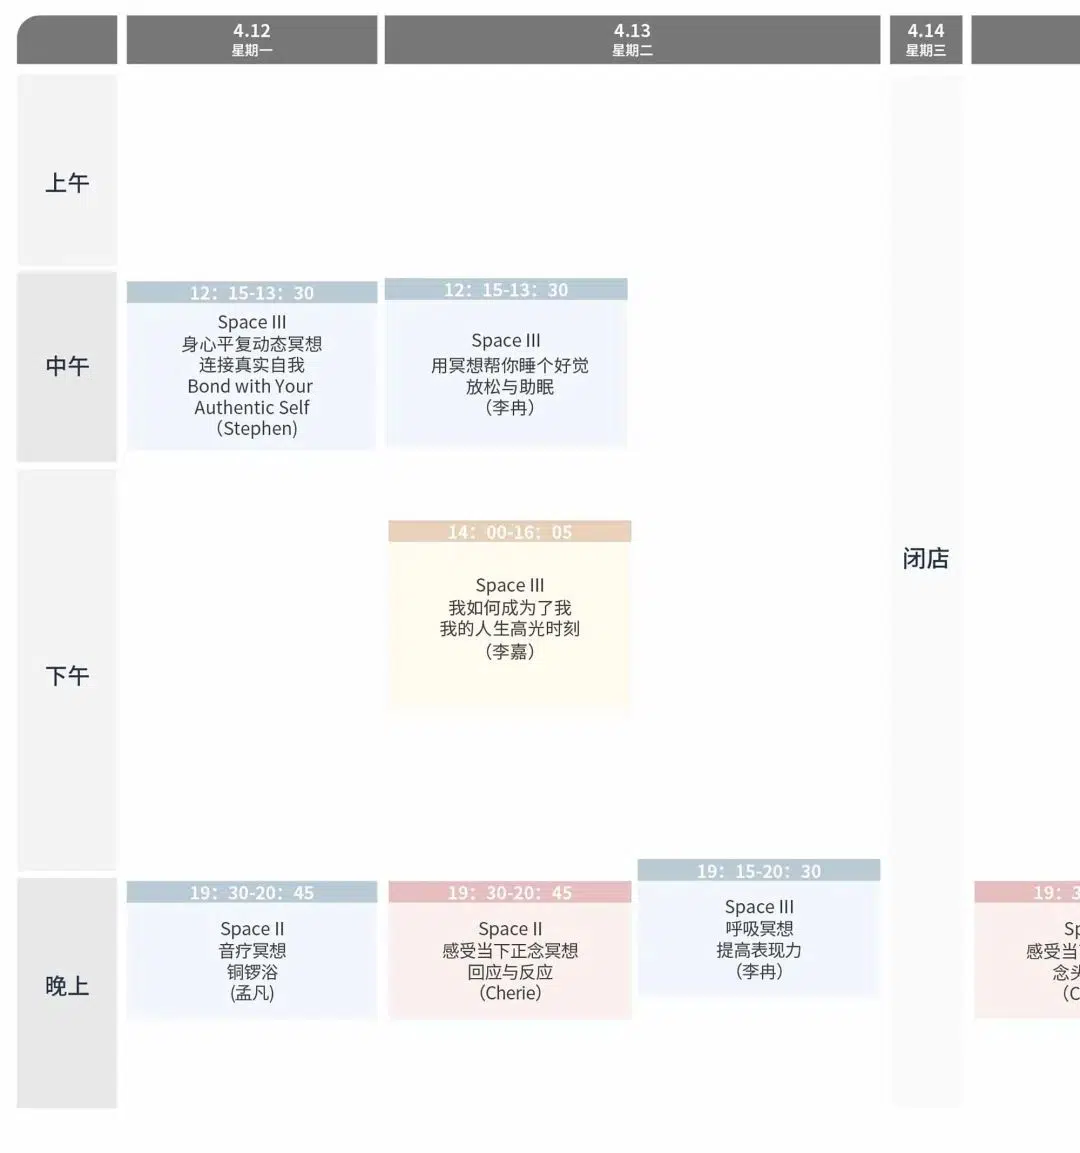 4.12
星期一
4.13
星期二
4.14
星期三
上午
中午
12：15-13：30
Space III
身心平复动态冥想
连接真实自我
Bond with Your
Authentic Self
（Stephen)
12：15-13：30
Space III
用冥想帮你睡个好觉
放松与助眠
（李冉）
下午
14：00-16：05
Space III
我如何成为了我
我的人生高光时刻
（李嘉）
闭店
晚上
19：30-20：45
Space II
音疗冥想
铜锣浴
(孟凡)
19：30-20：45
Space II
感受当下正念冥想
回应与反应
（Cherie）
19：15-20：30
Space III
呼吸冥想
提高表现力
（李冉）
19：3
Sp
感受当
念头
（C